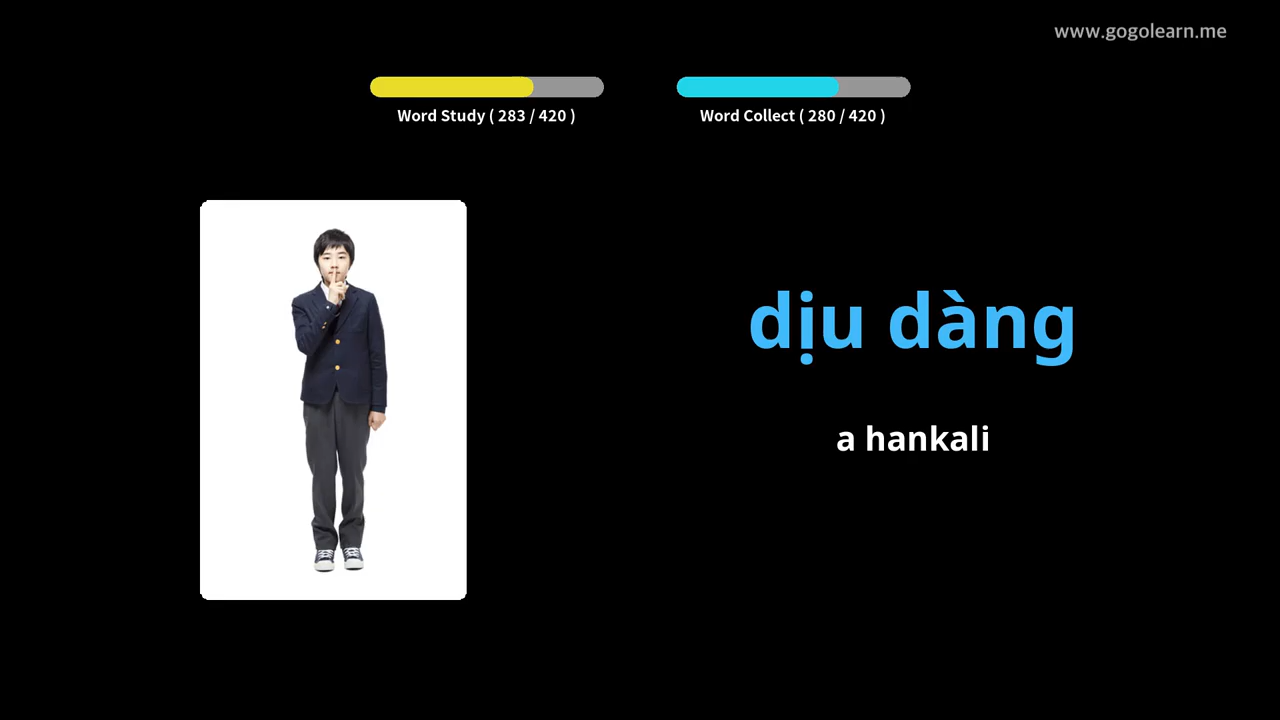 www.gogolearn.me
Word Study ( 283 / 420 )
Word Collect ( 280 / 420 )
dịu dàng
a hankali